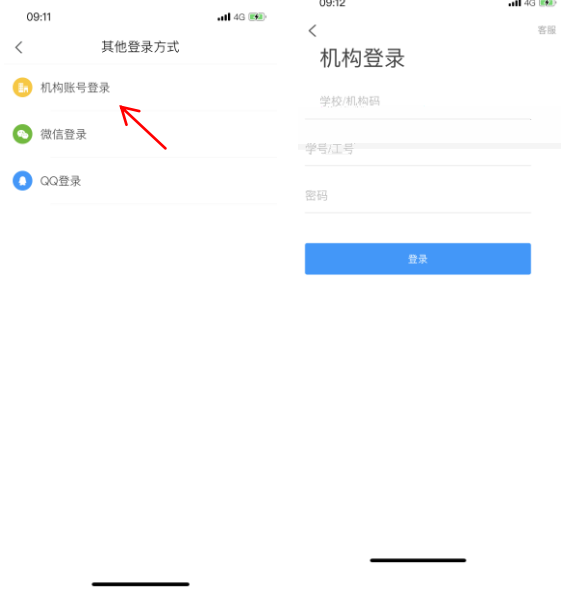 09:11
4G
其他登录方式
机构账号登录
微信登录
QQ登录
09:12
4G
客服
机构登录
学校/机构码
学号/工号
密码
登录